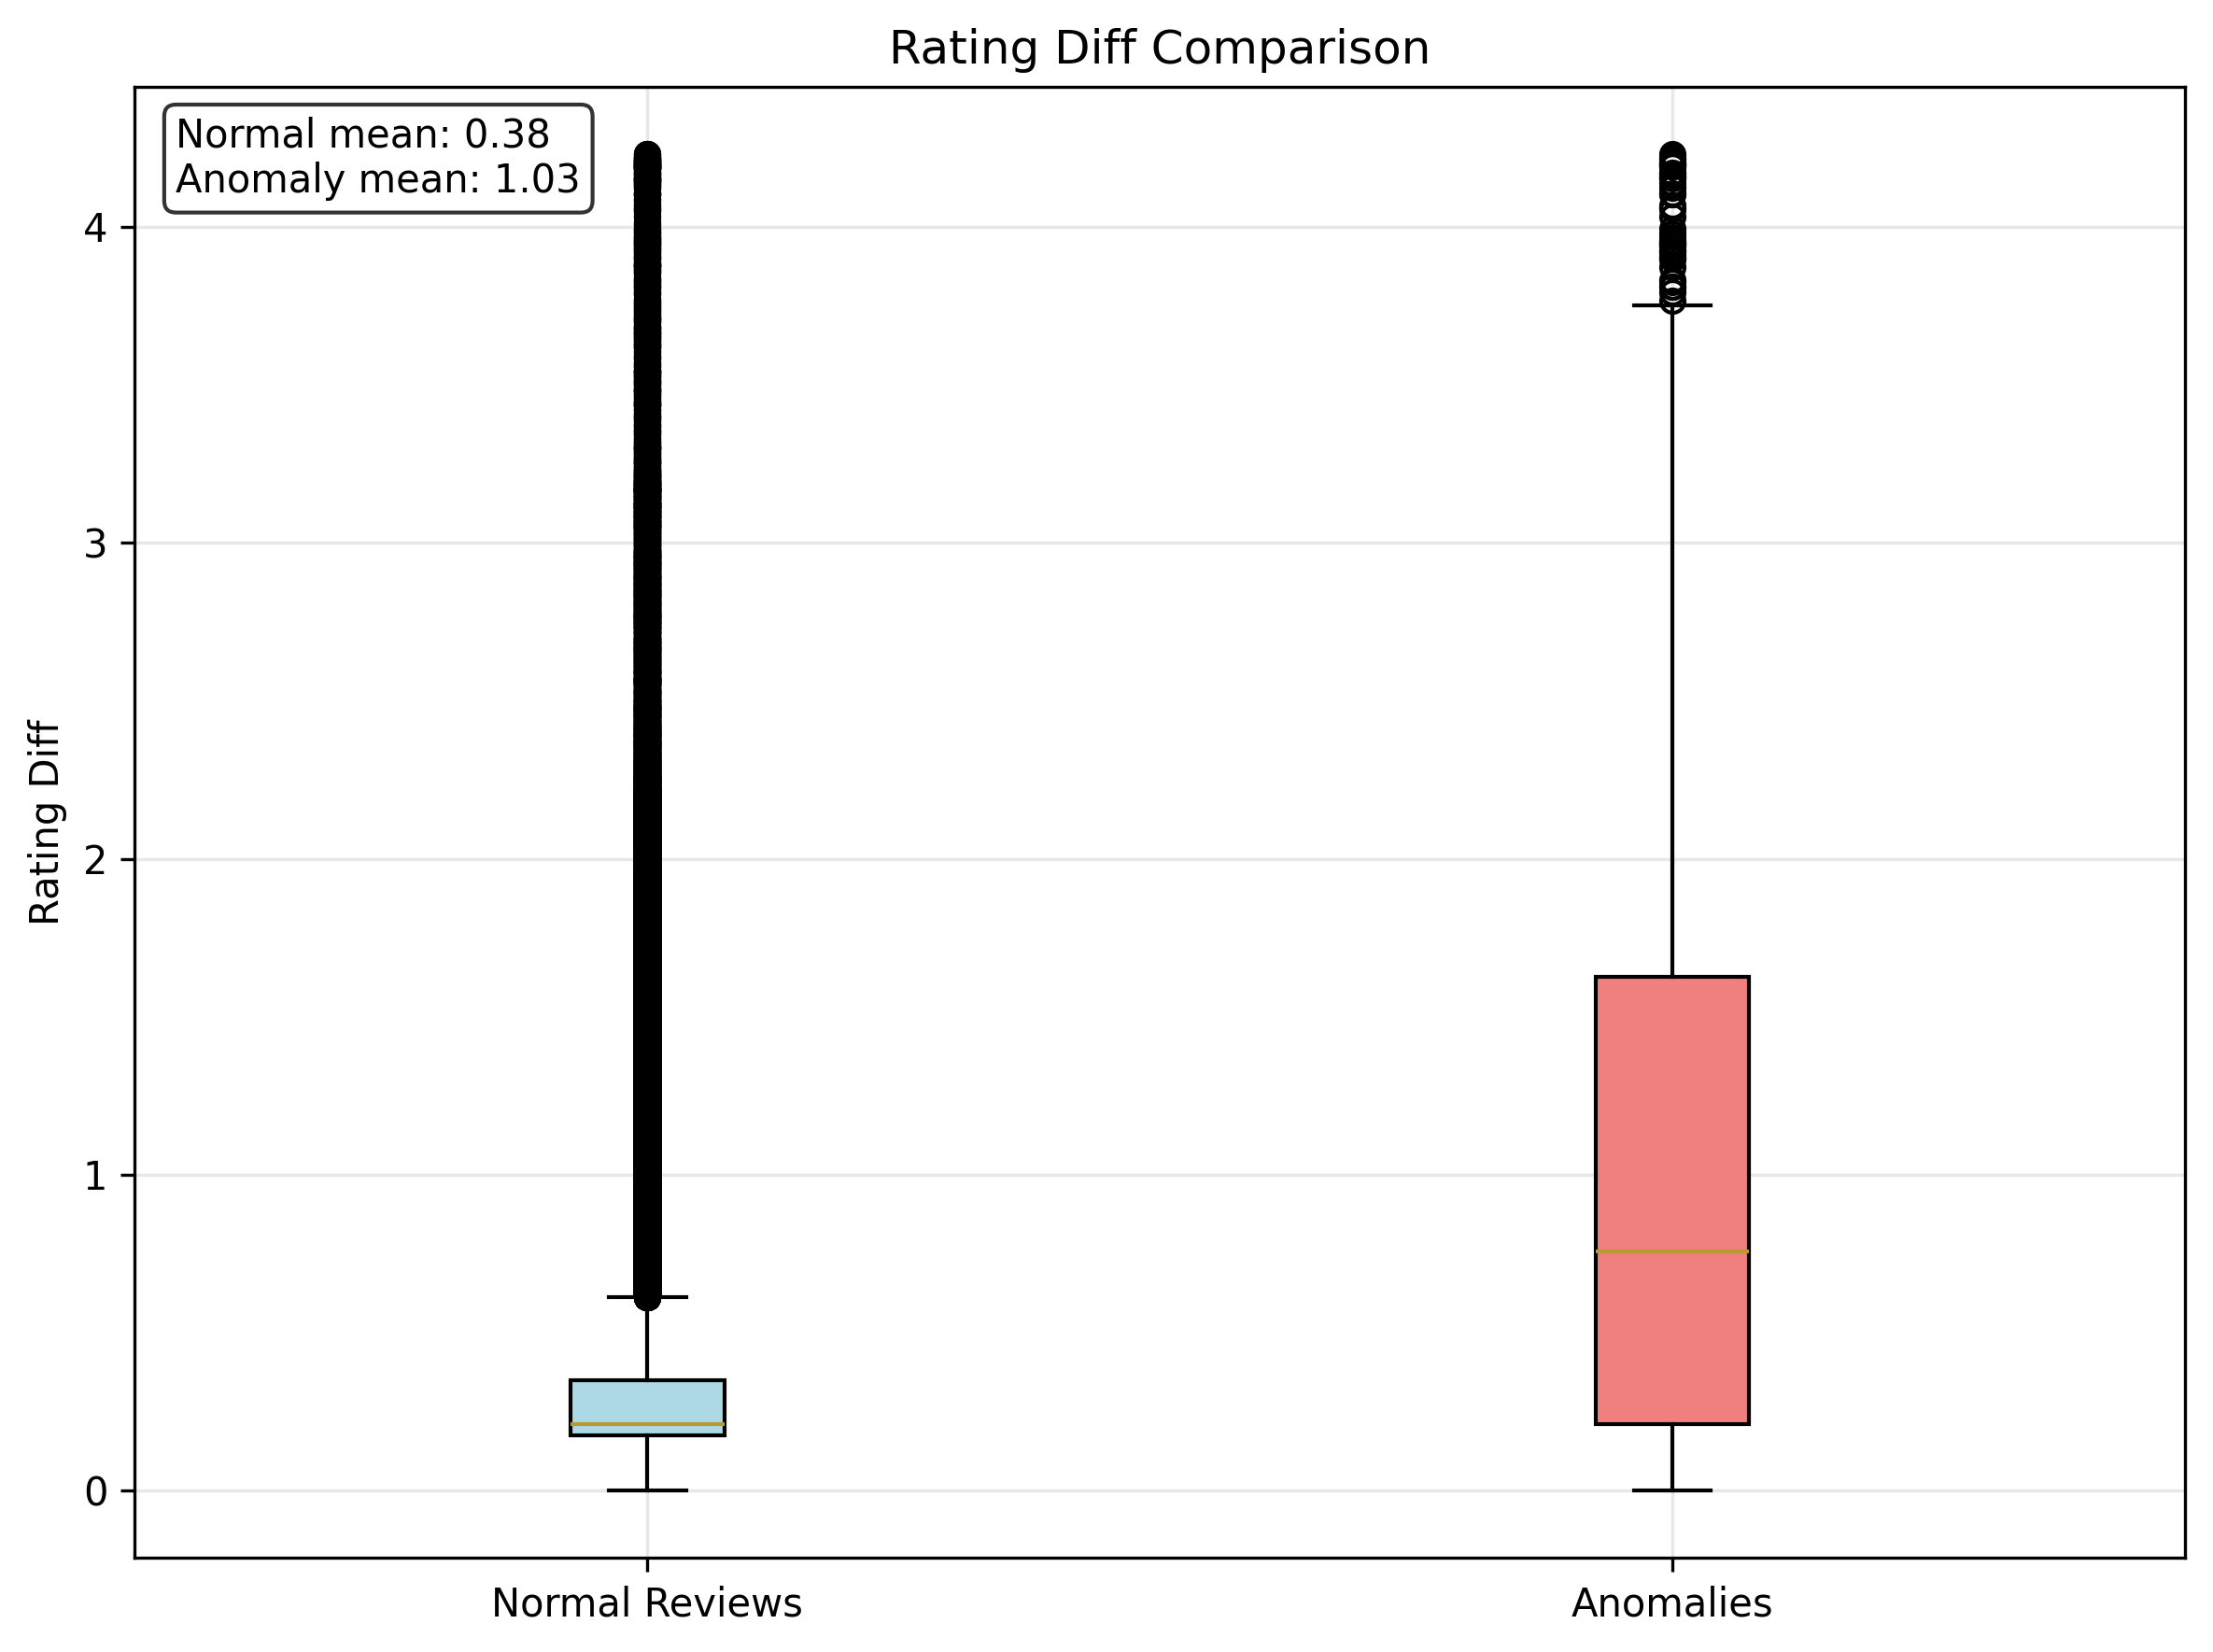 Rating Diff Comparison
Normal mean: 0.38
Anomaly mean: 1.03
4
3
2
1
0
Rating Diff
Normal Reviews
Anomalies